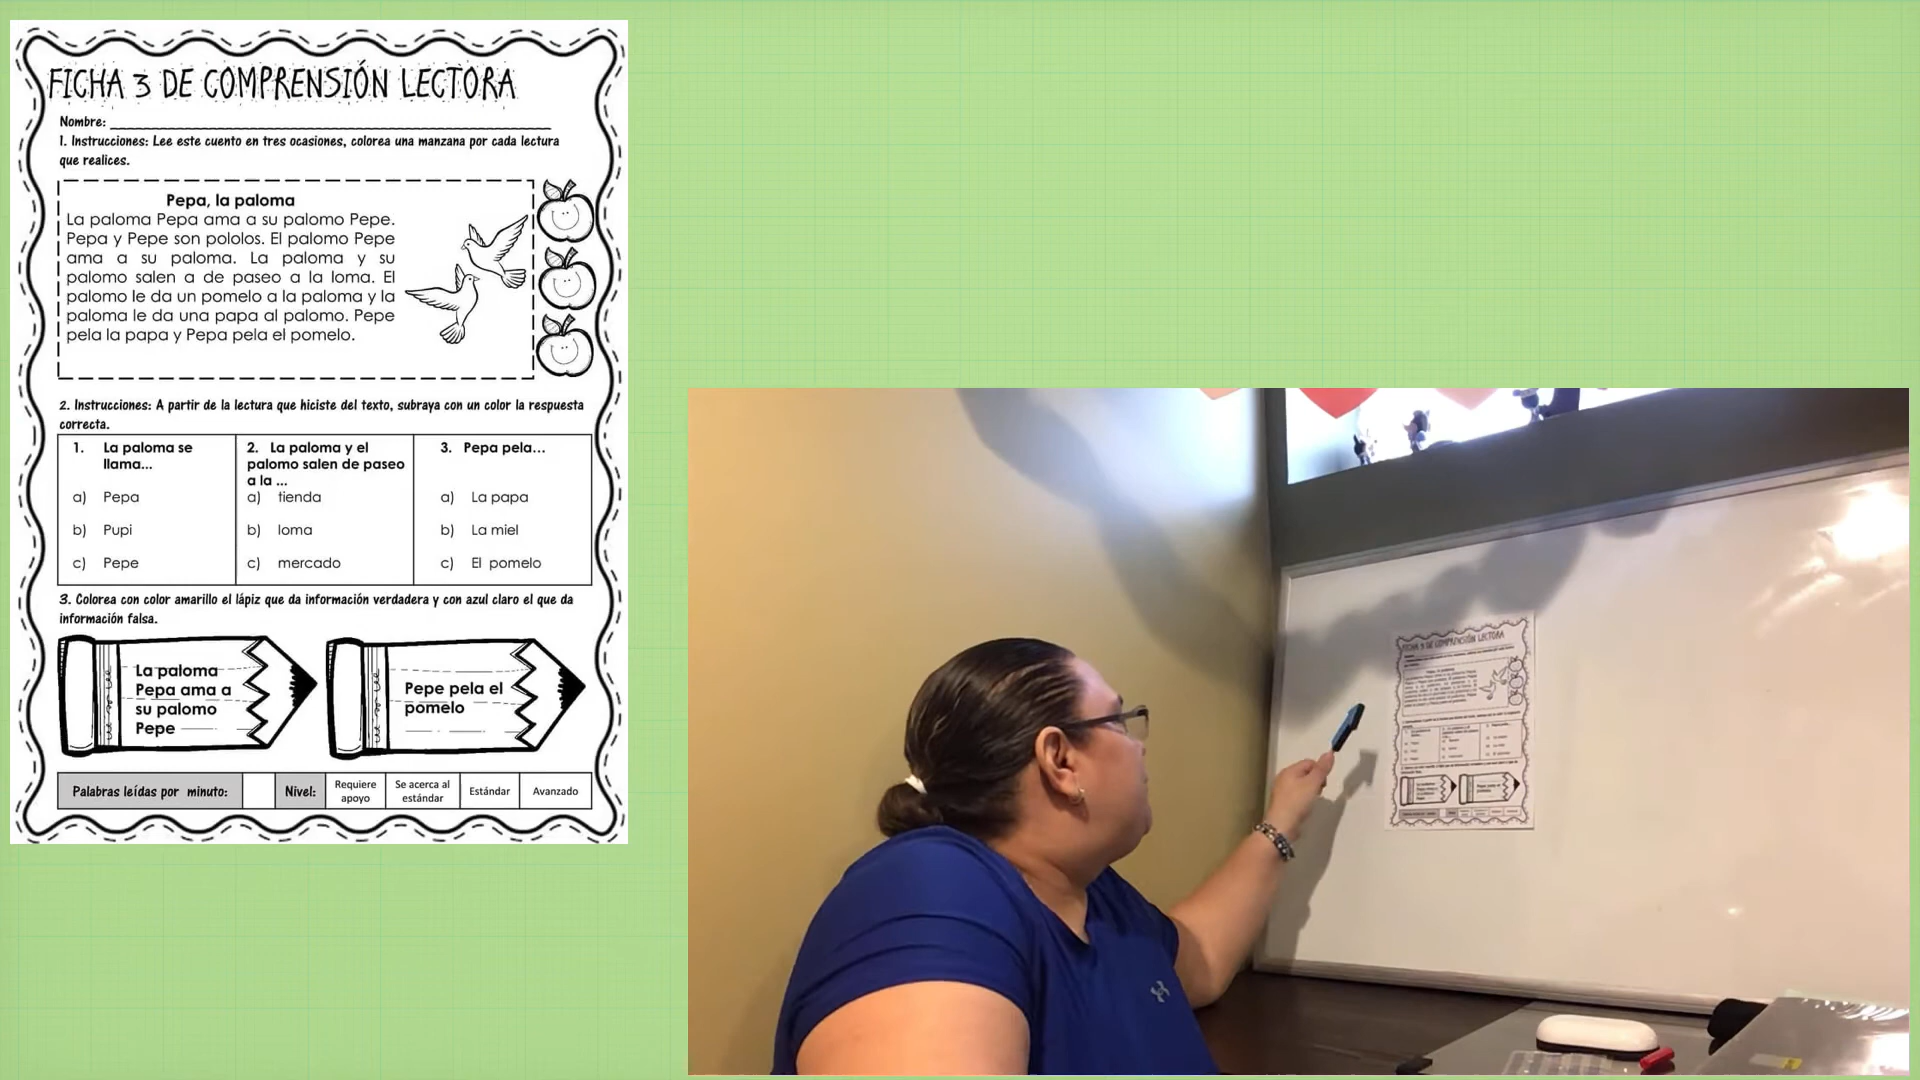 FICHA 3 DE COMPRENSIÓN LECTORA
Nombre:
1. Instrucciones: Lee este cuento en tres ocasiones, colorea una manzana por cada lectura
que realices.
Pepa, la paloma
La paloma Pepa ama a su palomo Pepe.
Pepa y Pepe son pololos. El palomo Pepe
ama a su paloma. La paloma y su
palomo salen a de paseo a la loma. El
palomo le da un pomelo a la paloma y la
paloma le da una papa al palomo. Pepe
pela la papa y Pepa pela el pomelo.
2. Instrucciones: A partir de la lectura que hiciste del texto, subraya con un color la respuesta
correcta.
1. La paloma se
llama...
a) Pepa
b) Pupi
c) Pepe
2. La paloma y el
palomo salen de paseo
a la ...
a) tienda
b) loma
c) mercado
3. Pepa pela...
a) La papa
b) La miel
c) El pomelo
3. Colorea con color amarillo el lápiz que da información verdadera y con azul claro el que da
información falsa.
La paloma
Pepa ama a
su palomo
Pepe
Pepe pela el
pomelo
Palabras leídas por minuto:
Nivel:
Requiere
apoyo
Se acerca al
estándar
Estándar
Avanzado
FICHA 3 DE COMPRENSIÓN LECTORA